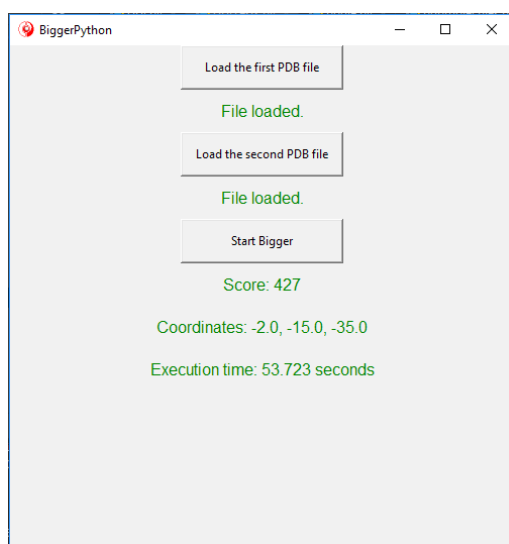 BiggerPython
Load the first PDB file
File loaded.
Load the second PDB file
File loaded.
Start Bigger
Score: 427
Coordinates: -2.0, -15.0, -35.0
Execution time: 53.723 seconds